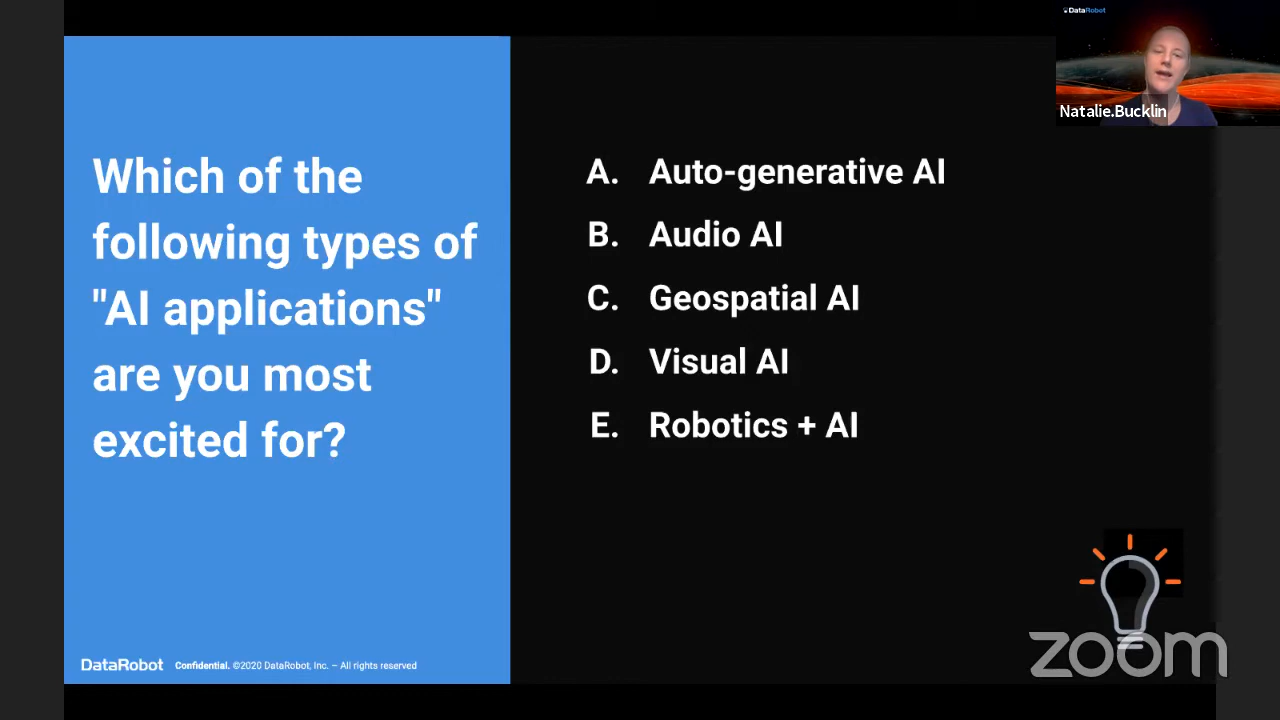 DataRobot
Natalie.Bucklin
Which of the
following types of
"AI applications"
are you most
excited for?
A. Auto-generative AI
B. Audio AI
C. Geospatial AI
D. Visual AI
E. Robotics + AI
DataRobot Confidential. ©2020 DataRobot, Inc. – All rights reserved
zoom